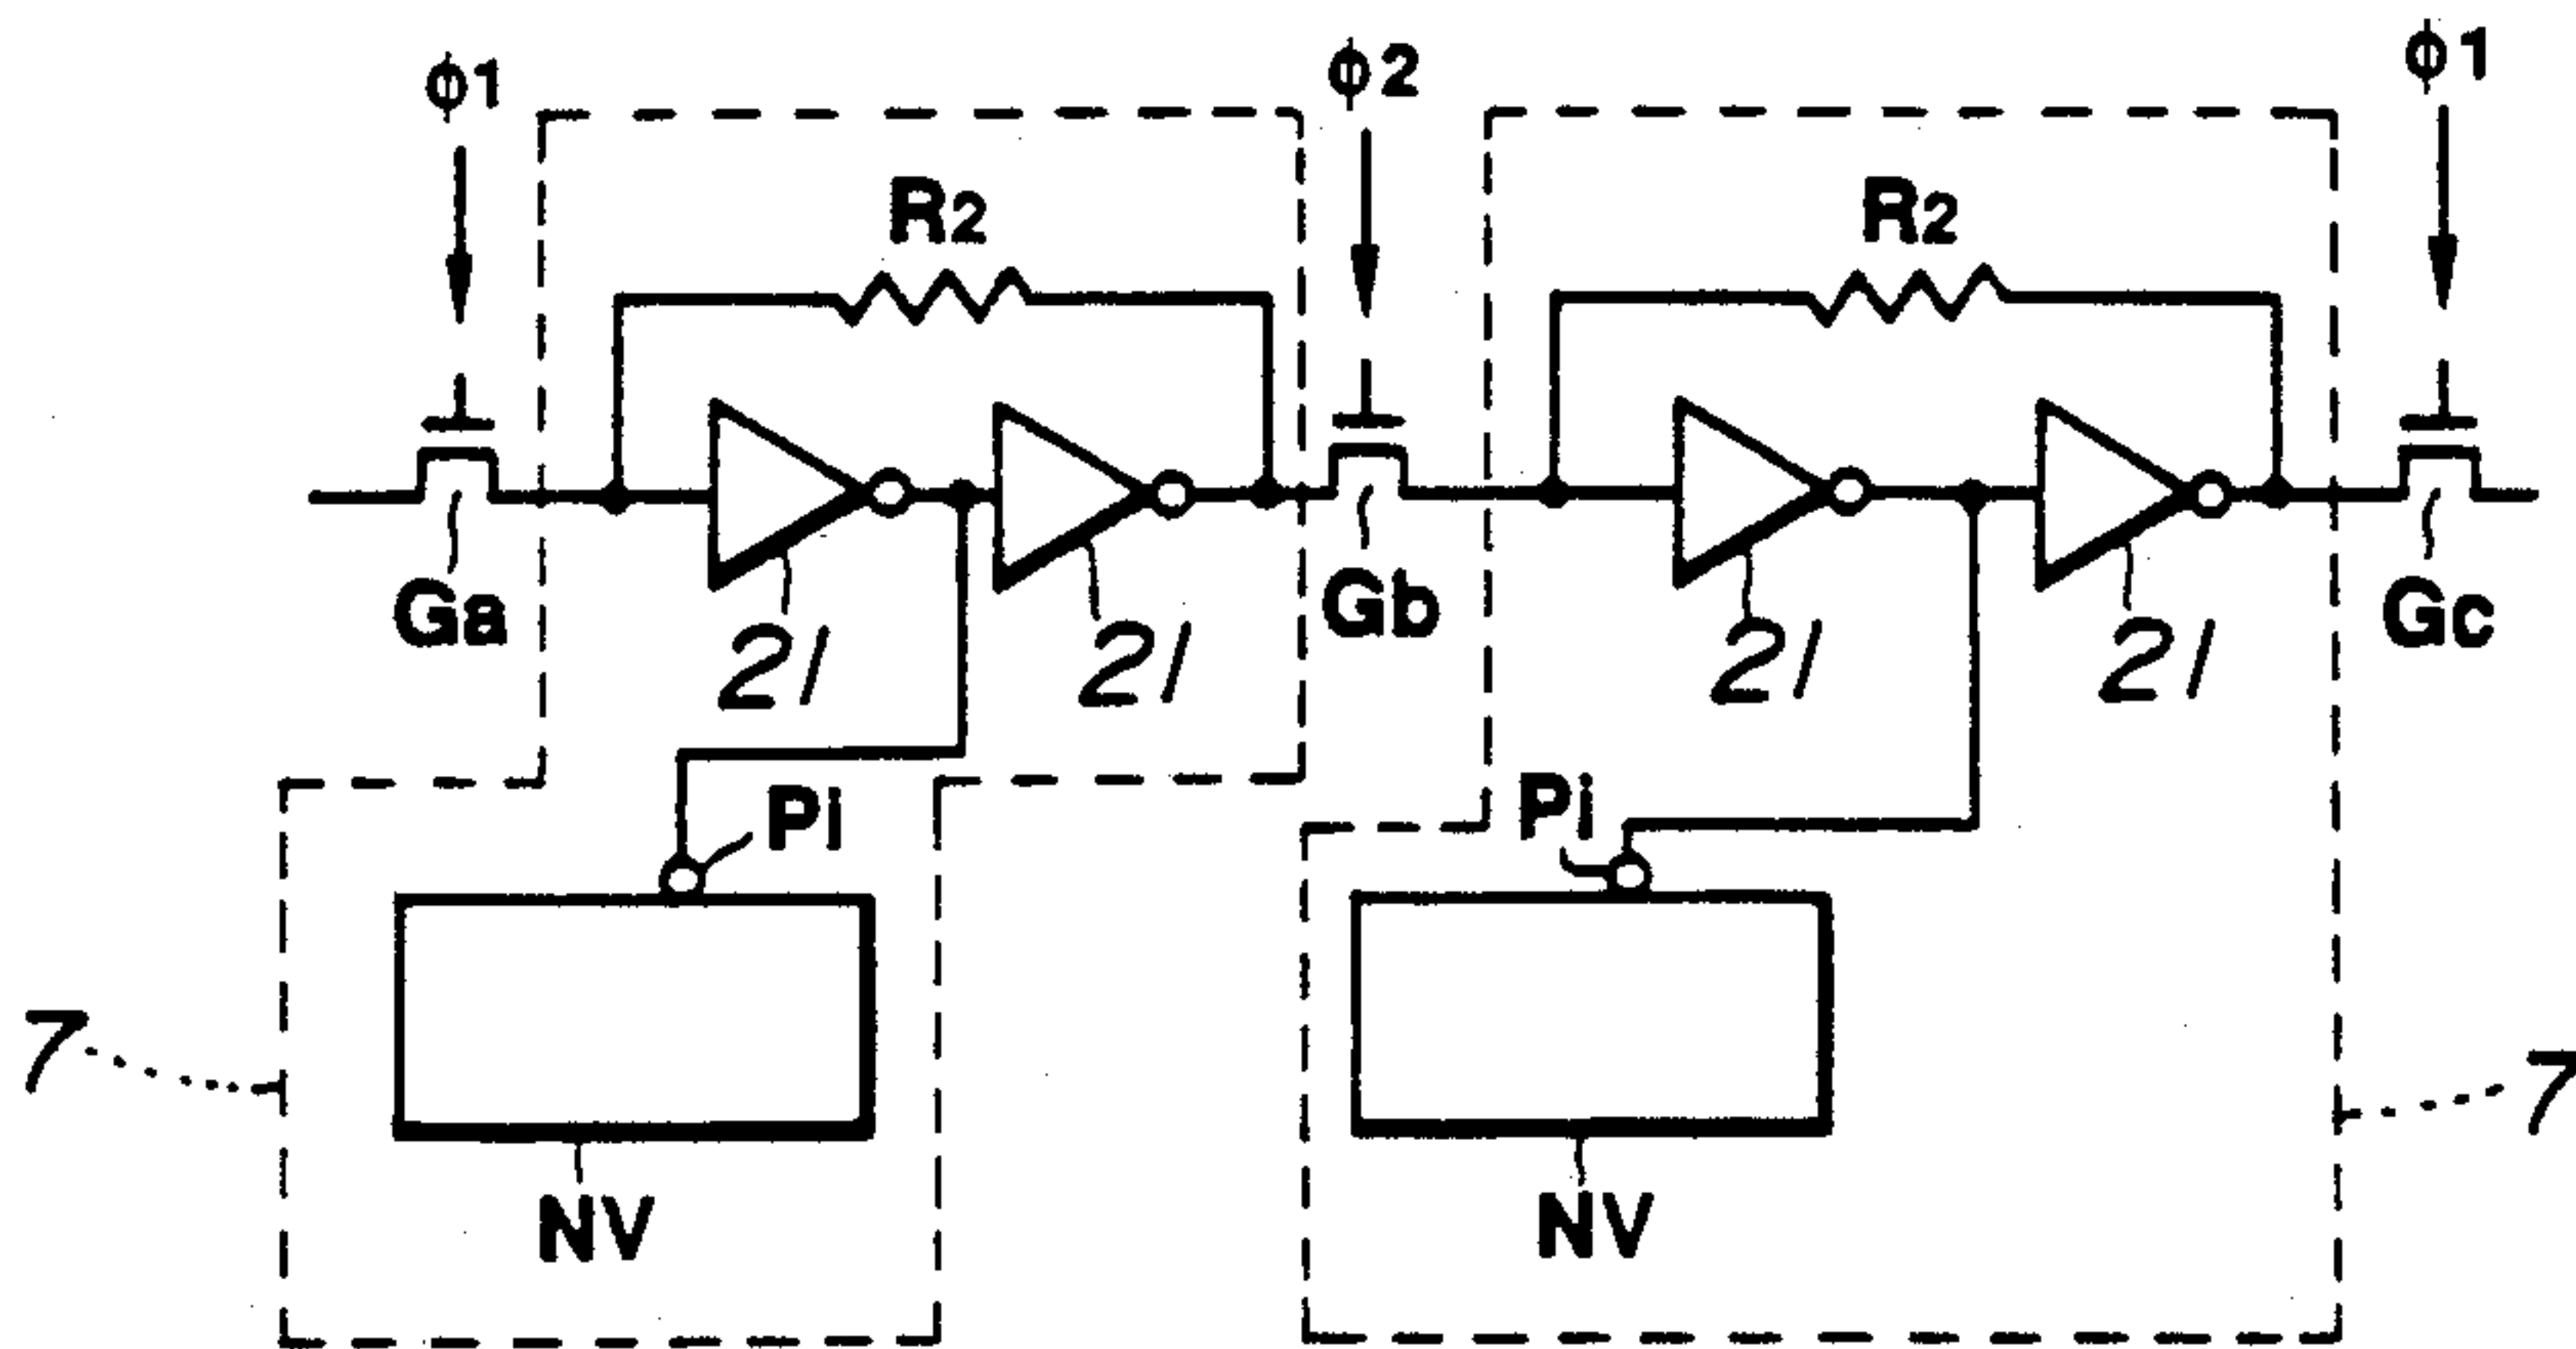 ϕ1 ϕ2 ϕ1
R2 R2
Ga 21 21 Gb 21 21 Gc
Pi Pi
7 7
NV NV